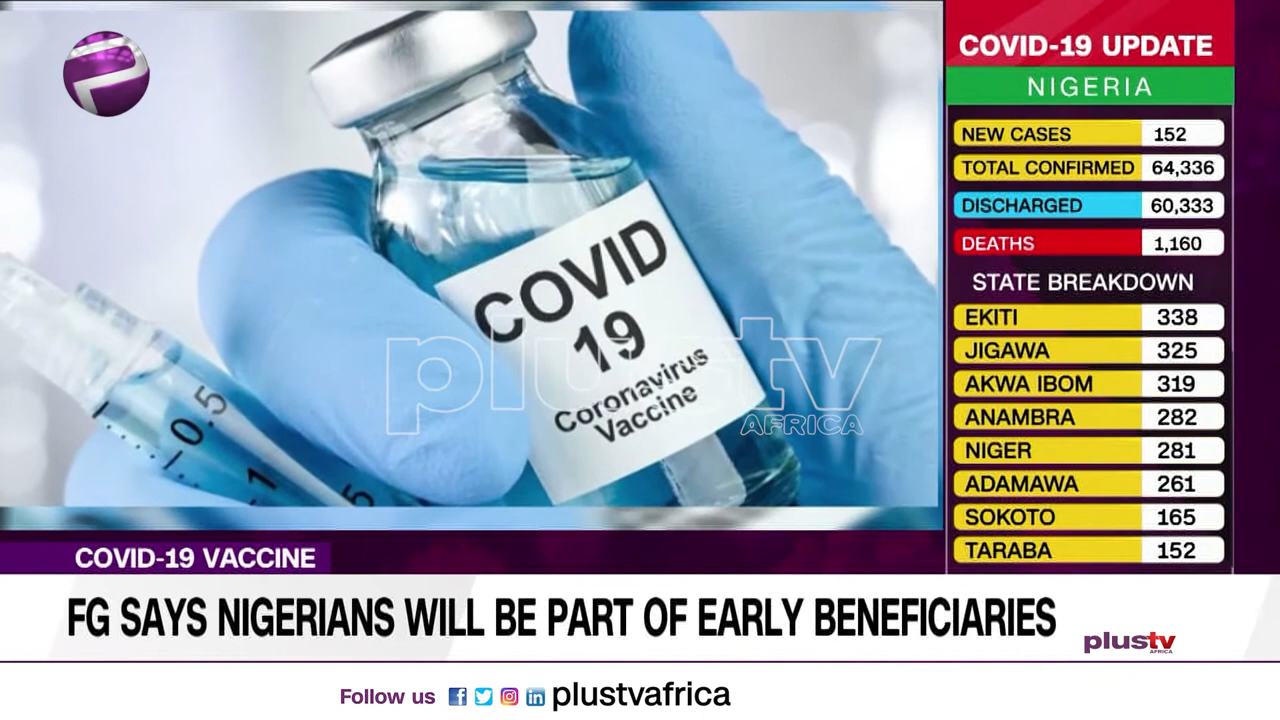 COVID-19 UPDATE
NIGERIA
NEW CASES 152
TOTAL CONFIRMED 64,336
DISCHARGED 60,333
DEATHS 1,160
STATE BREAKDOWN
EKITI 338
JIGAWA 325
AKWA IBOM 319
ANAMBRA 282
NIGER 281
ADAMAWA 261
SOKOTO 165
TARABA 152
COVID
19
Coronavirus
Vaccine
plustv
AFRICA
0.5
1
5
COVID-19 VACCINE
FG SAYS NIGERIANS WILL BE PART OF EARLY BENEFICIARIES
plustv
AFRICA
Follow us plustvafrica